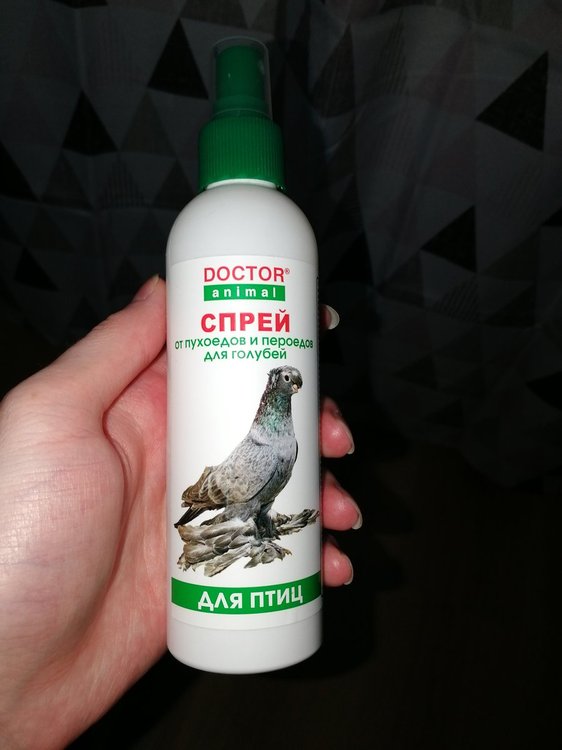 DOCTOR®
animal
СПРЕЙ
от пухоедов и пероедов
для голубей
ДЛЯ ПТИЦ